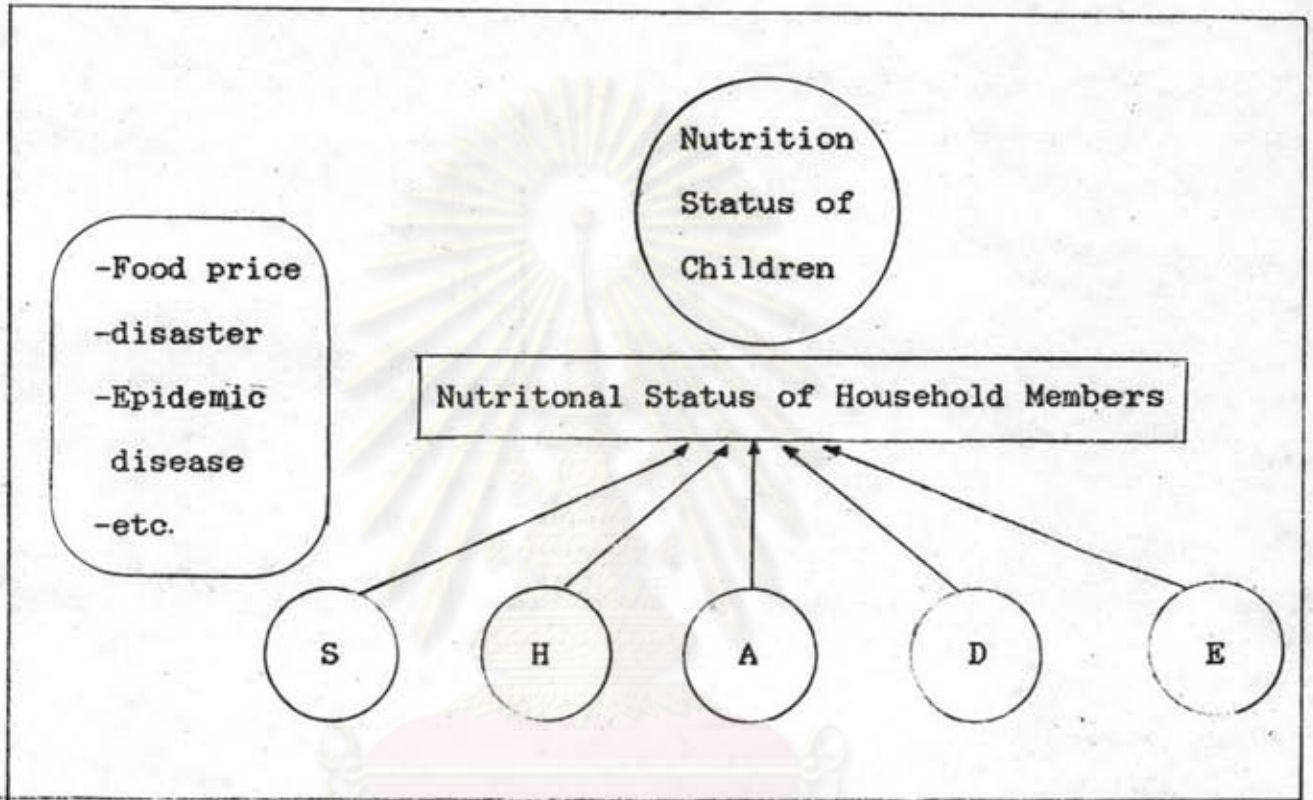 Nutrition
Status of
Children
-Food price
-disaster
-Epidemic
disease
-etc.
Nutritonal Status of Household Members
S
H
A
D
E